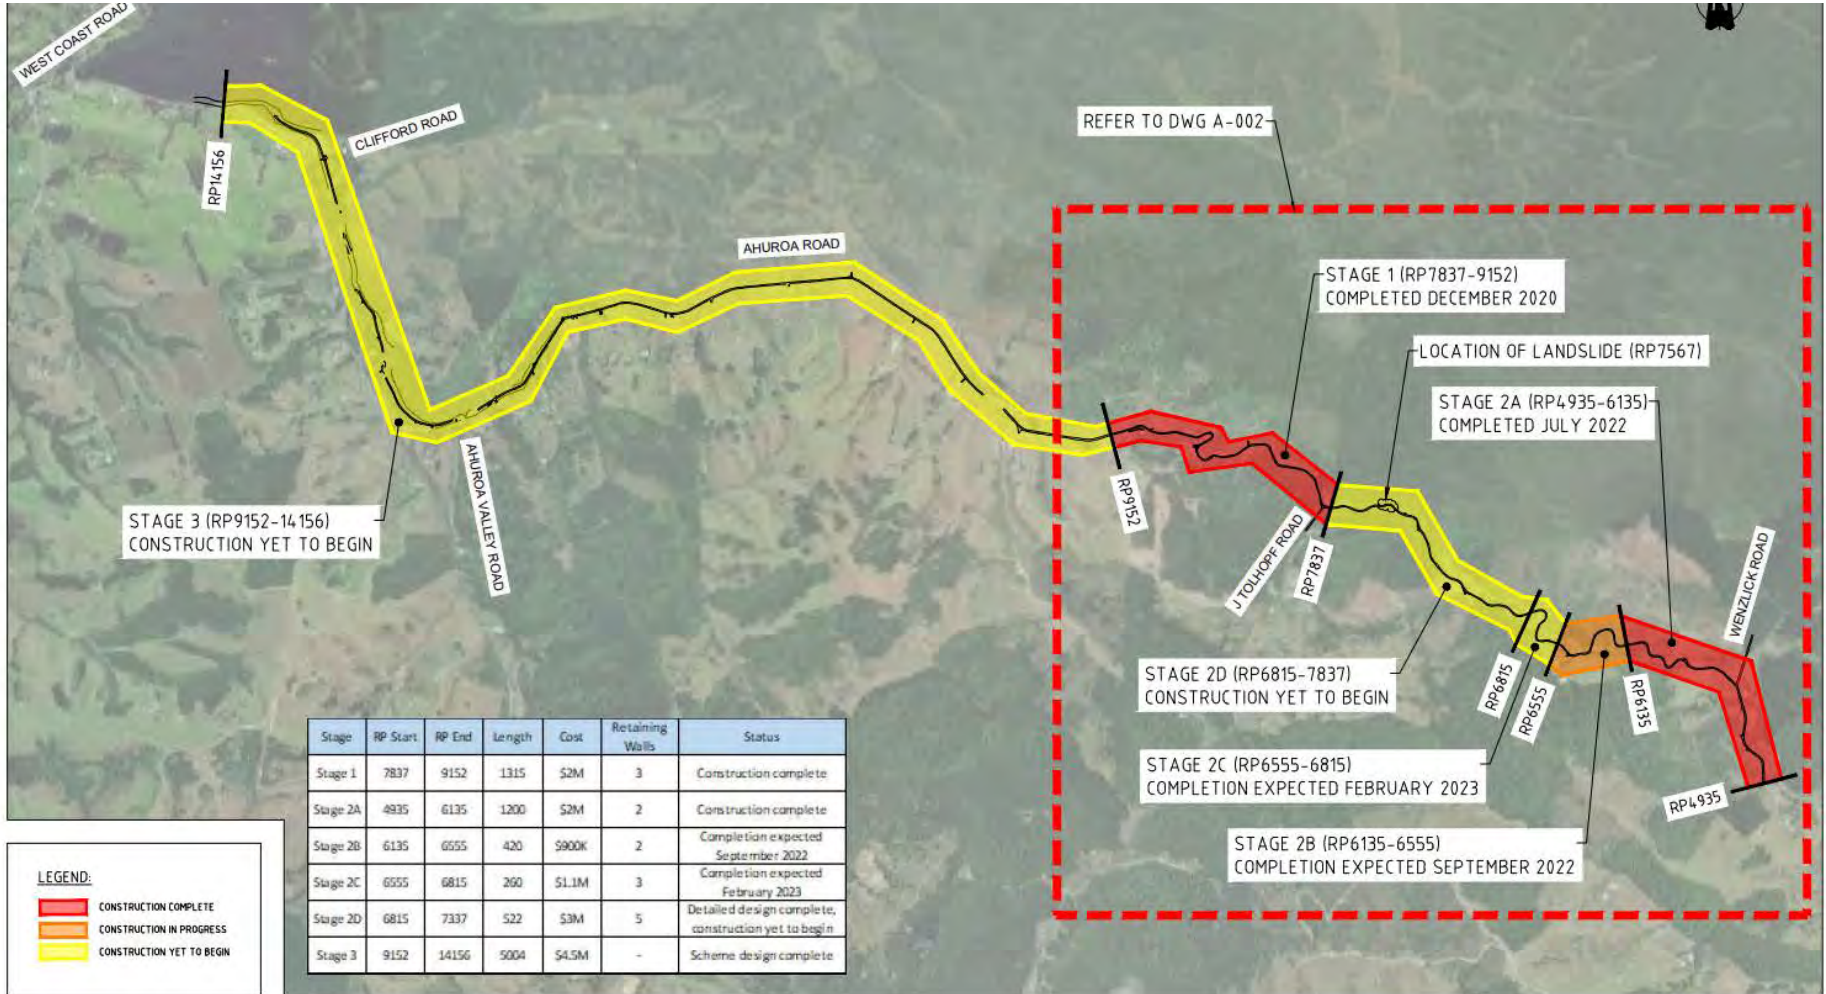 WEST COAST ROAD
RP14156
CLIFFORD ROAD
AHUROA ROAD
REFER TO DWG A-002
STAGE 1 (RP7837-9152)
COMPLETED DECEMBER 2020
LOCATION OF LANDSLIDE (RP7567)
STAGE 2A (RP4935-6135)
COMPLETED JULY 2022
AHUROA VALLEY ROAD
STAGE 3 (RP9152-14156)
CONSTRUCTION YET TO BEGIN
RP9152
J TOLHOPF ROAD
RP7837
WENZLICK ROAD
STAGE 2D (RP6815-7837)
CONSTRUCTION YET TO BEGIN
RP6815
RP6555
RP6135
RP4935
STAGE 2C (RP6555-6815)
COMPLETION EXPECTED FEBRUARY 2023
STAGE 2B (RP6135-6555)
COMPLETION EXPECTED SEPTEMBER 2022
Stage RP Start RP End Length Cost Retaining Walls Status
Stage 1 7837 9152 1315 $2M 3 Construction complete
Stage 2A 4935 6135 1200 $2M 2 Construction complete
Stage 2B 6135 6555 420 $900K 2 Completion expected September 2022
Stage 2C 6555 6815 260 $1.1M 3 Completion expected February 2023
Stage 2D 6815 7337 522 $3M 5 Detailed design complete, construction yet to begin
Stage 3 9152 14156 5004 $4.5M - Scheme design complete
LEGEND:
CONSTRUCTION COMPLETE
CONSTRUCTION IN PROGRESS
CONSTRUCTION YET TO BEGIN